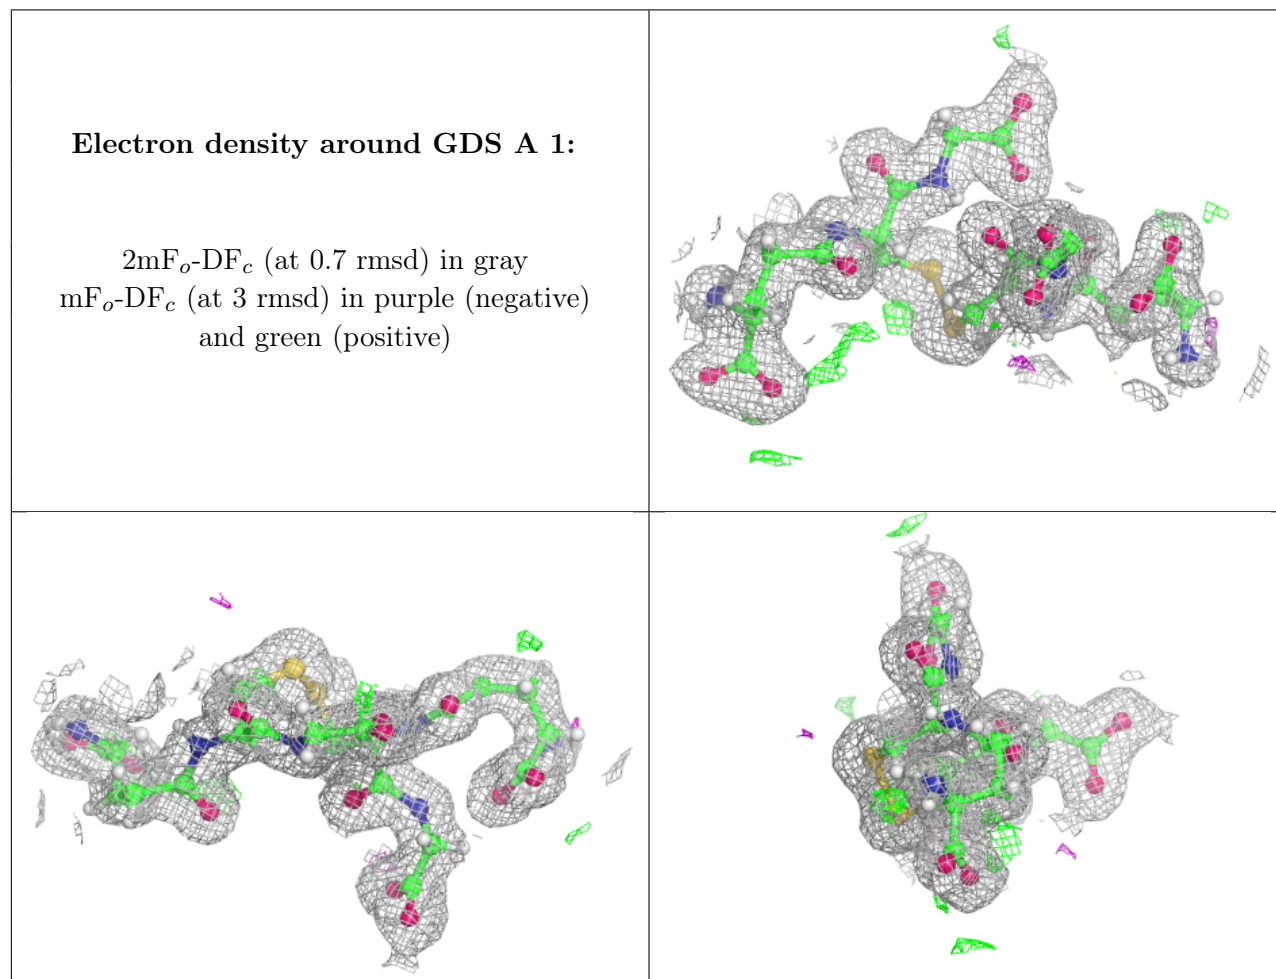 Electron density around GDS A 1:
2mFo-DFc (at 0.7 rmsd) in gray
mFo-DFc (at 3 rmsd) in purple (negative)
and green (positive)